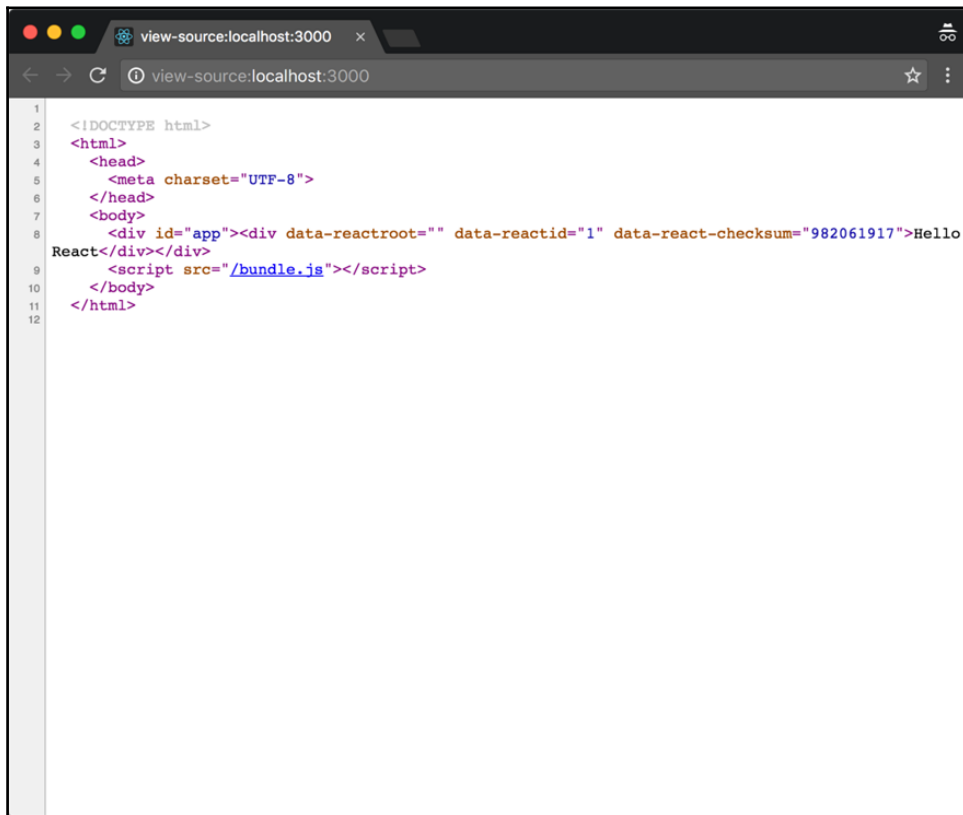 view-source:localhost:3000
view-source:localhost:3000
1
2 <!DOCTYPE html>
3 <html>
4 <head>
5 <meta charset="UTF-8">
6 </head>
7 <body>
8 <div id="app"><div data-reactroot="" data-reactid="1" data-react-checksum="982061917">Hello
React</div></div>
9 <script src="/bundle.js"></script>
10 </body>
11 </html>
12